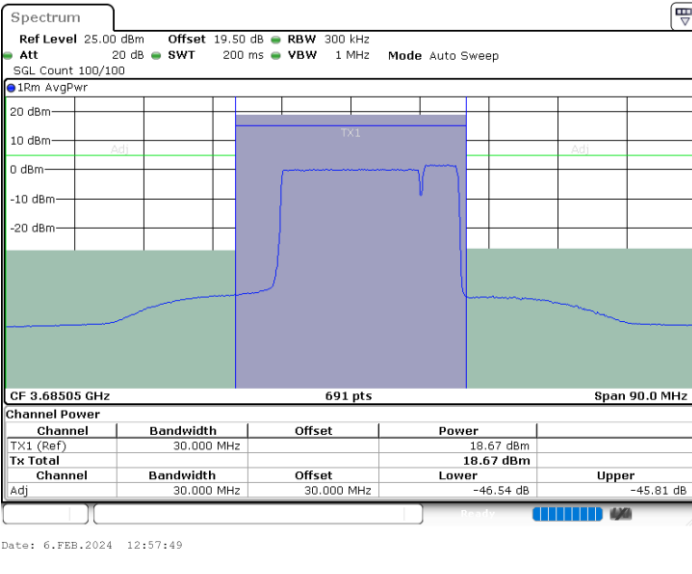 Spectrum
Ref Level 25.00 dBm Offset 19.50 dB RBW 300 kHz
Att 20 dB SWT 200 ms VBW 1 MHz Mode Auto Sweep
SGL Count 100/100
1Rm AvgPwr
20 dBm
TX1
10 dBm
Adj Adj
0 dBm
-10 dBm
-20 dBm
CF 3.68505 GHz 691 pts Span 90.0 MHz
Channel Power
Channel Bandwidth Offset Power
TX1 (Ref) 30.000 MHz 18.67 dBm
Tx Total 18.67 dBm
Channel Bandwidth Offset Lower Upper
Adj 30.000 MHz 30.000 MHz -46.54 dB -45.81 dB
Ready
Date: 6.FEB.2024 12:57:49